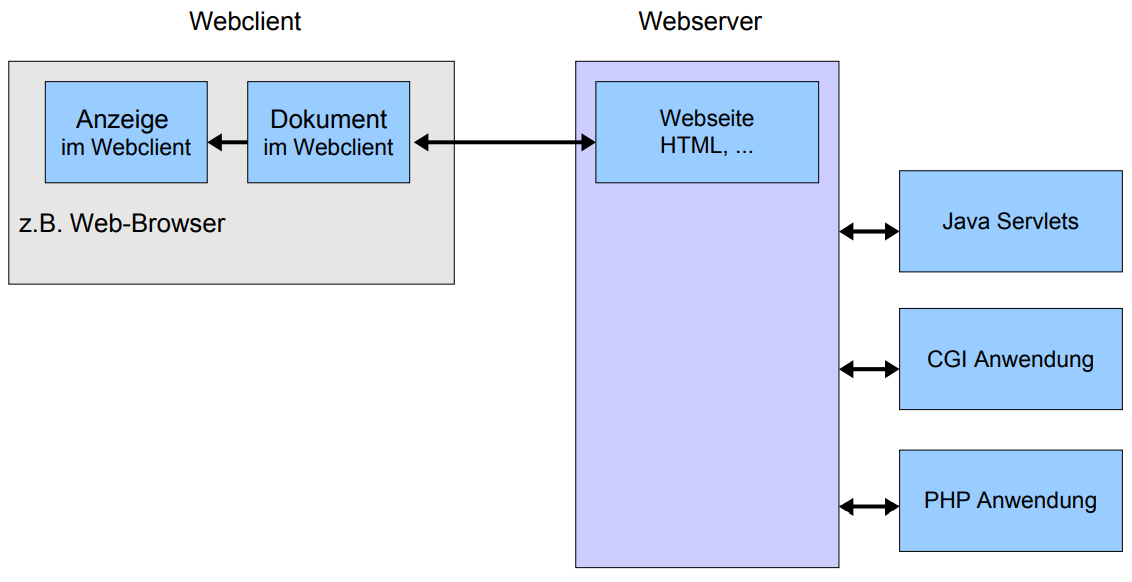 Webclient
Webserver
Anzeige
im Webclient
Dokument
im Webclient
z.B. Web-Browser
Webseite
HTML, ...
Java Servlets
CGI Anwendung
PHP Anwendung